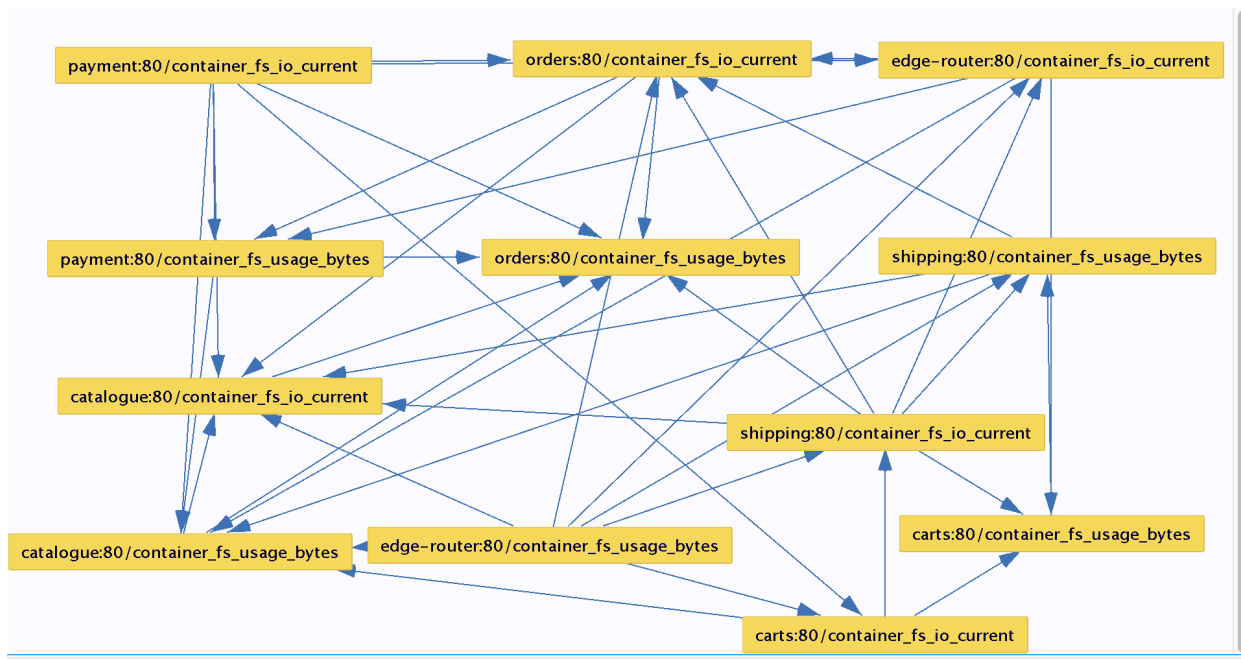 payment:80/container_fs_io_current
orders:80/container_fs_io_current
edge-router:80/container_fs_io_current
payment:80/container_fs_usage_bytes
orders:80/container_fs_usage_bytes
shipping:80/container_fs_usage_bytes
catalogue:80/container_fs_io_current
shipping:80/container_fs_io_current
catalogue:80/container_fs_usage_bytes
edge-router:80/container_fs_usage_bytes
carts:80/container_fs_usage_bytes
carts:80/container_fs_io_current